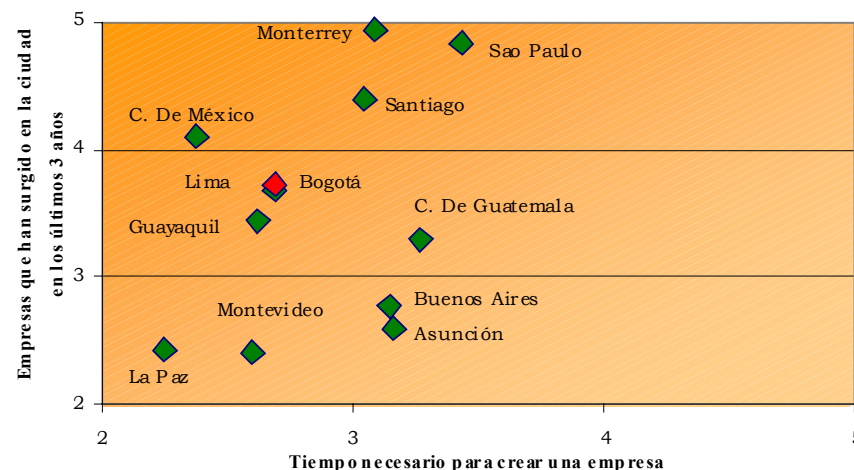 Empresas que han surgido en la ciudad
en los últimos 3 años
5
Monterrey
Sao Paulo
Santiago
C. De México
4
Lima
Bogotá
C. De Guatemala
Guayaquil
3
Buenos Aires
Montevideo
Asunción
La Paz
2
2 3 4 5
Tiempo necesario para crear una empresa